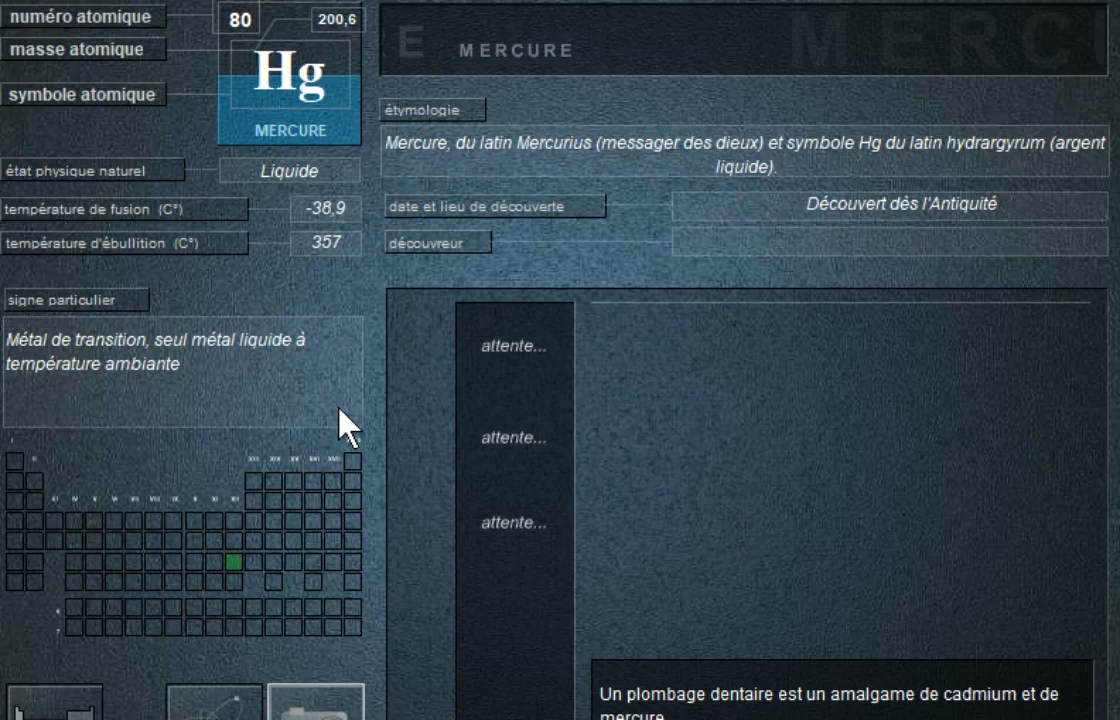 numéro atomique
80
200,6
masse atomique
Hg
symbole atomique
MERCURE
E MERCURE MERCU
étymologie
Mercure, du latin Mercurius (messager des dieux) et symbole Hg du latin hydrargyrum (argent
liquide).
état physique naturel
Liquide
température de fusion (C°)
-38,9
date et lieu de découverte
Découvert dès l'Antiquité
température d'ébullition (C°)
357
découvreur
signe particulier
Métal de transition, seul métal liquide à
température ambiante
attente...
attente...
attente...
Un plombage dentaire est un amalgame de cadmium et de
mercure